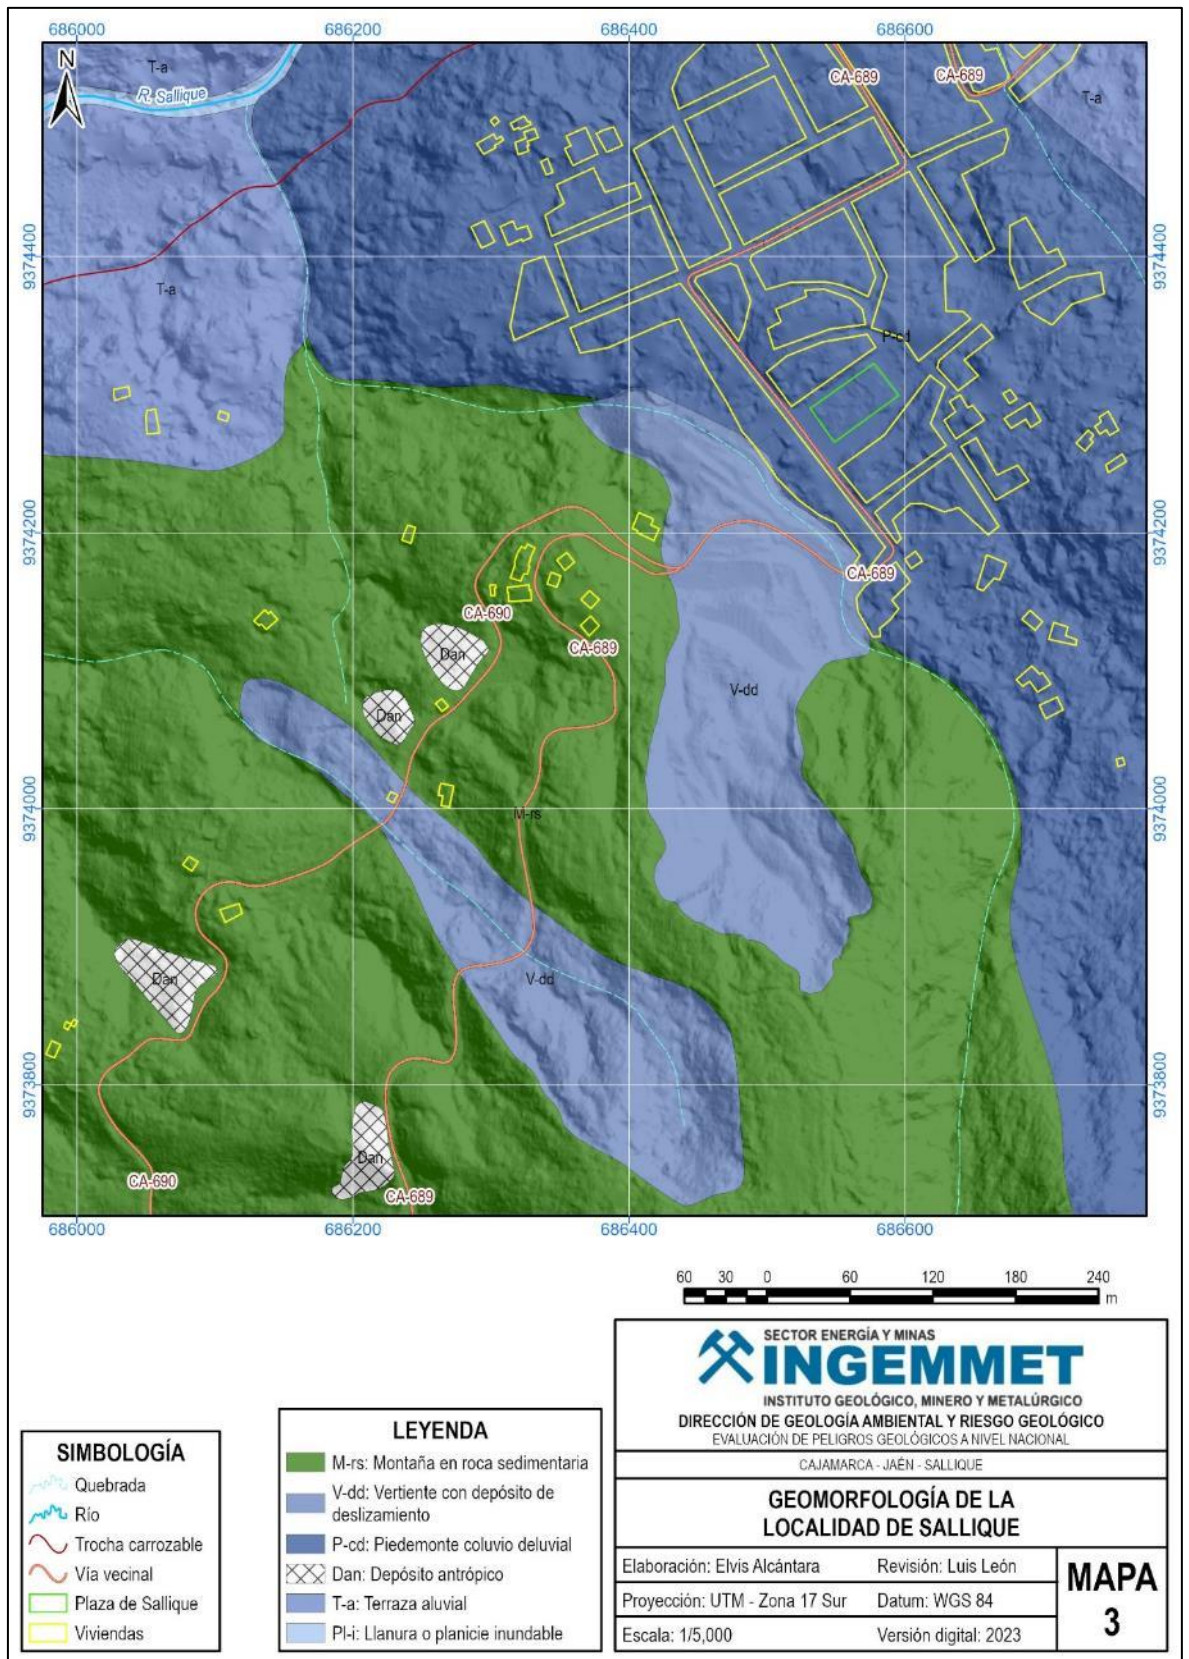 686000
686200
686400
686600
N
T-a
R. Sallique
CA-689
CA-689
T-a
9374400
9374400
T-a
P-cd
9374200
9374200
CA-689
CA-690
CA-689
Dan
V-dd
Dan
9374000
9374000
M-rs
Dan
V-dd
9373800
9373800
Dan
CA-690
CA-689
686000
686200
686400
686600
60 30 0 60 120 180 240
m
SECTOR ENERGÍA Y MINAS
INGEMMET
INSTITUTO GEOLÓGICO, MINERO Y METALÚRGICO
DIRECCIÓN DE GEOLOGÍA AMBIENTAL Y RIESGO GEOLÓGICO
EVALUACIÓN DE PELIGROS GEOLÓGICOS A NIVEL NACIONAL
CAJAMARCA - JAÉN - SALLIQUE
GEOMORFOLOGÍA DE LA
LOCALIDAD DE SALLIQUE
Elaboración: Elvis Alcántara
Revisión: Luis León
Proyección: UTM - Zona 17 Sur
Datum: WGS 84
Escala: 1/5,000
Versión digital: 2023
MAPA
3
SIMBOLOGÍA
Quebrada
Río
Trocha carrozable
Vía vecinal
Plaza de Sallique
Viviendas
LEYENDA
M-rs: Montaña en roca sedimentaria
V-dd: Vertiente con depósito de
deslizamiento
P-cd: Piedemonte coluvio deluvial
Dan: Depósito antrópico
T-a: Terraza aluvial
Pl-i: Llanura o planicie inundable